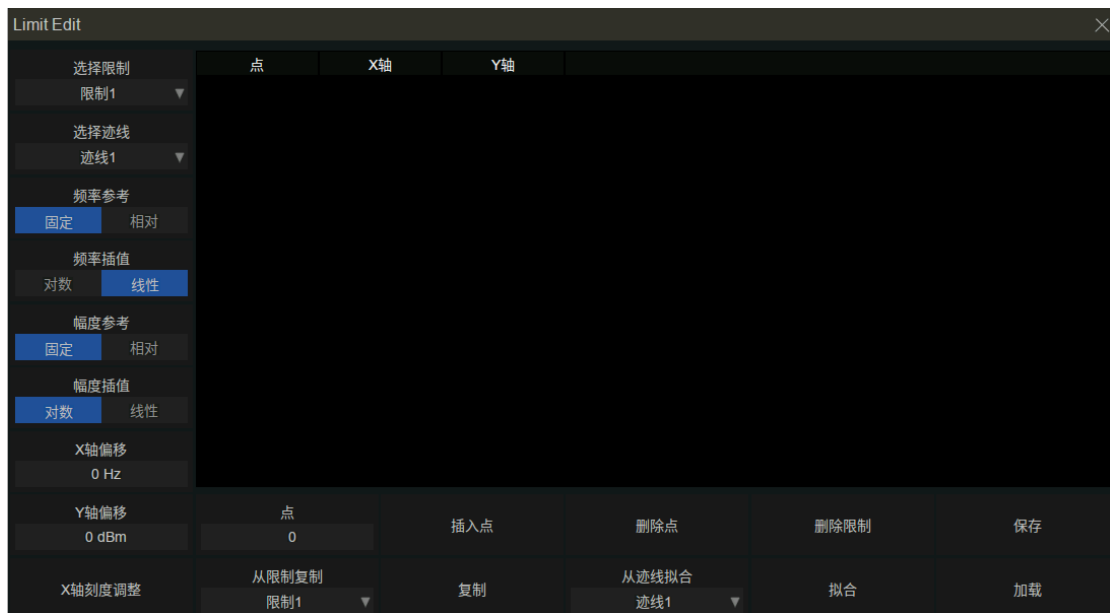 Limit Edit
选择限制
限制1
选择迹线
迹线1
频率参考
固定 相对
频率插值
对数 线性
幅度参考
固定 相对
幅度插值
对数 线性
X轴偏移
0 Hz
Y轴偏移
0 dBm
X轴刻度调整
点 X轴 Y轴
点
0
插入点
删除点
删除限制
保存
从限制复制
限制1
复制
从迹线拟合
迹线1
拟合
加载